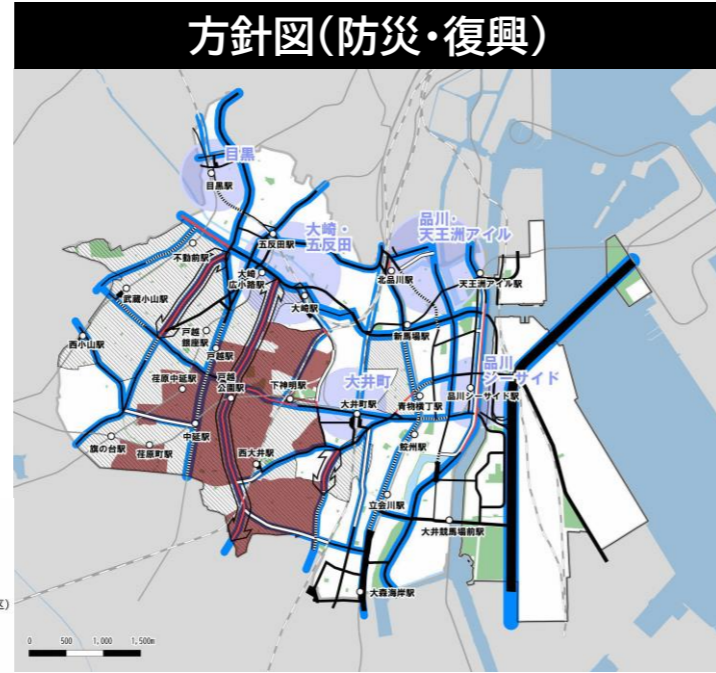 方針図(防災・復興)
目黒
目黒駅
大崎・
五反田
品川・
天王洲アイル
五反田駅
不動前駅
大崎
広小路駅
北品川駅
天王洲アイル駅
武蔵小山駅
大崎駅
戸越
銀座駅
新馬場駅
西小山駅
戸越駅
品川
シーサイド
荏原中延駅
戸越
公園駅
下神明駅
大井町
大井町駅
青物横丁駅
品川シーサイド駅
中延駅
旗の台駅
荏原町駅
西大井駅
鮫洲駅
立会川駅
大井競馬場前駅
大森海岸駅
区)
0 500 1,000 1,500m